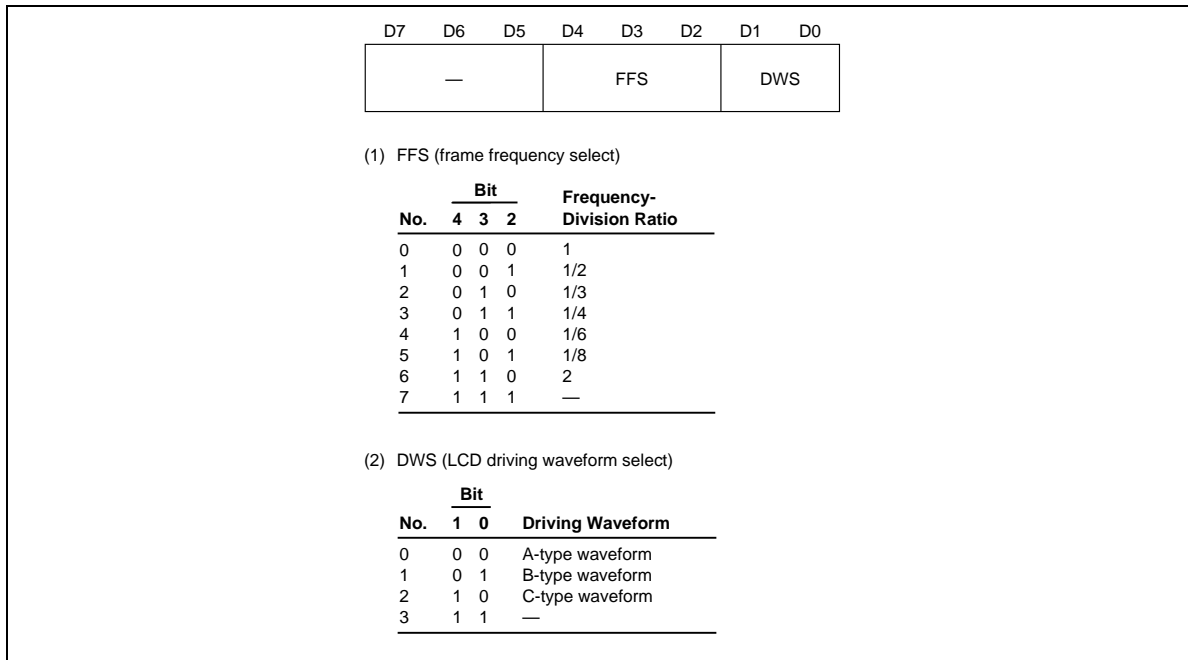 D7 D6 D5 D4 D3 D2 D1 D0
— FFS DWS
(1) FFS (frame frequency select)
Bit
Frequency-
No. 4 3 2 Division Ratio
0 0 0 0 1
1 0 0 1 1/2
2 0 1 0 1/3
3 0 1 1 1/4
4 1 0 0 1/6
5 1 0 1 1/8
6 1 1 0 2
7 1 1 1 —
(2) DWS (LCD driving waveform select)
Bit
No. 1 0 Driving Waveform
0 0 0 A-type waveform
1 0 1 B-type waveform
2 1 0 C-type waveform
3 1 1 —